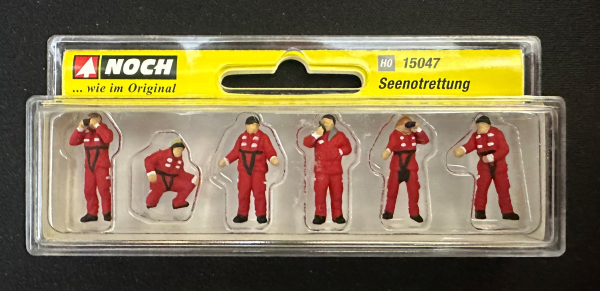 NOCH
... wie im Original
H0 15047
Seenotrettung